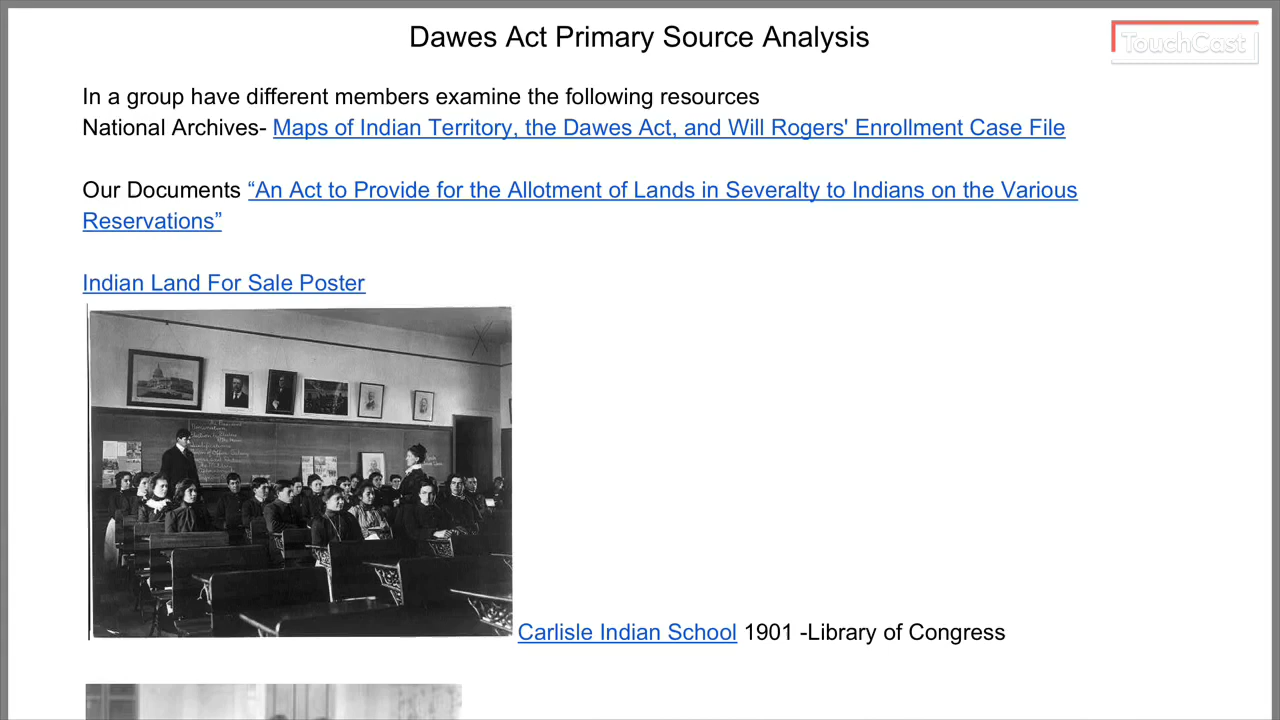 Dawes Act Primary Source Analysis
TouchCast
In a group have different members examine the following resources
National Archives- Maps of Indian Territory, the Dawes Act, and Will Rogers' Enrollment Case File
Our Documents “An Act to Provide for the Allotment of Lands in Severalty to Indians on the Various
Reservations”
Indian Land For Sale Poster
Carlisle Indian School 1901 -Library of Congress